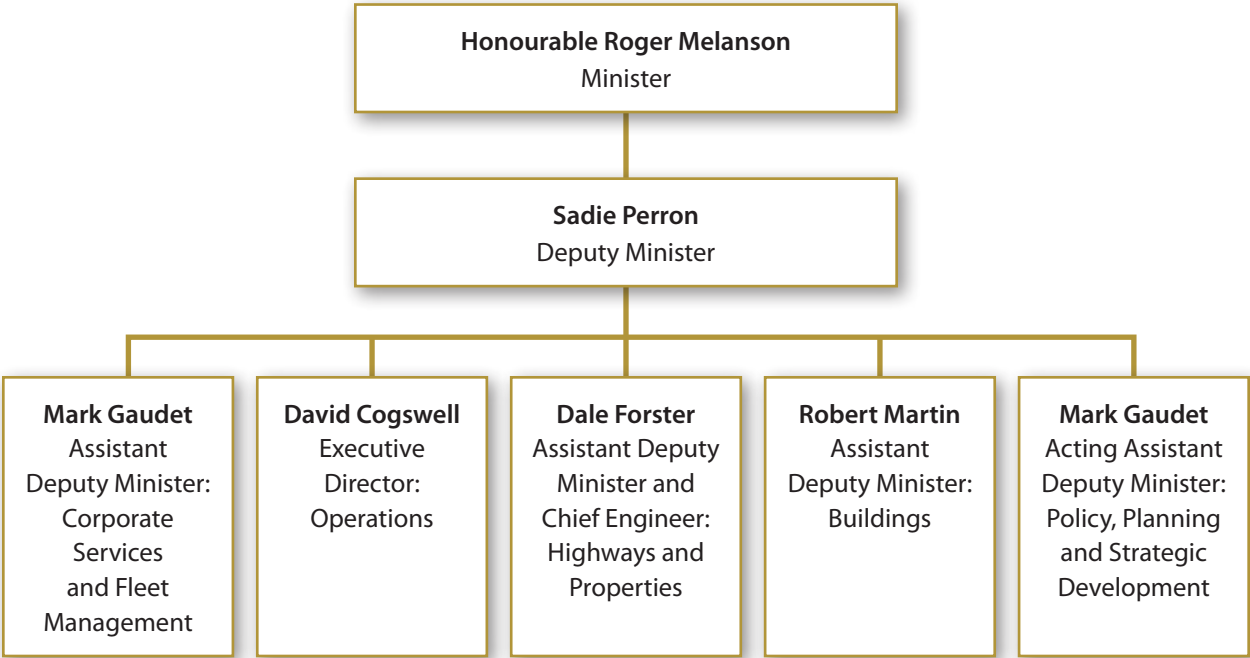 Honourable Roger Melanson
Minister
Sadie Perron
Deputy Minister
Mark Gaudet
Assistant
Deputy Minister:
Corporate
Services
and Fleet
Management
David Cogswell
Executive
Director:
Operations
Dale Forster
Assistant Deputy
Minister and
Chief Engineer:
Highways and
Properties
Robert Martin
Assistant
Deputy Minister:
Buildings
Mark Gaudet
Acting Assistant
Deputy Minister:
Policy, Planning
and Strategic
Development